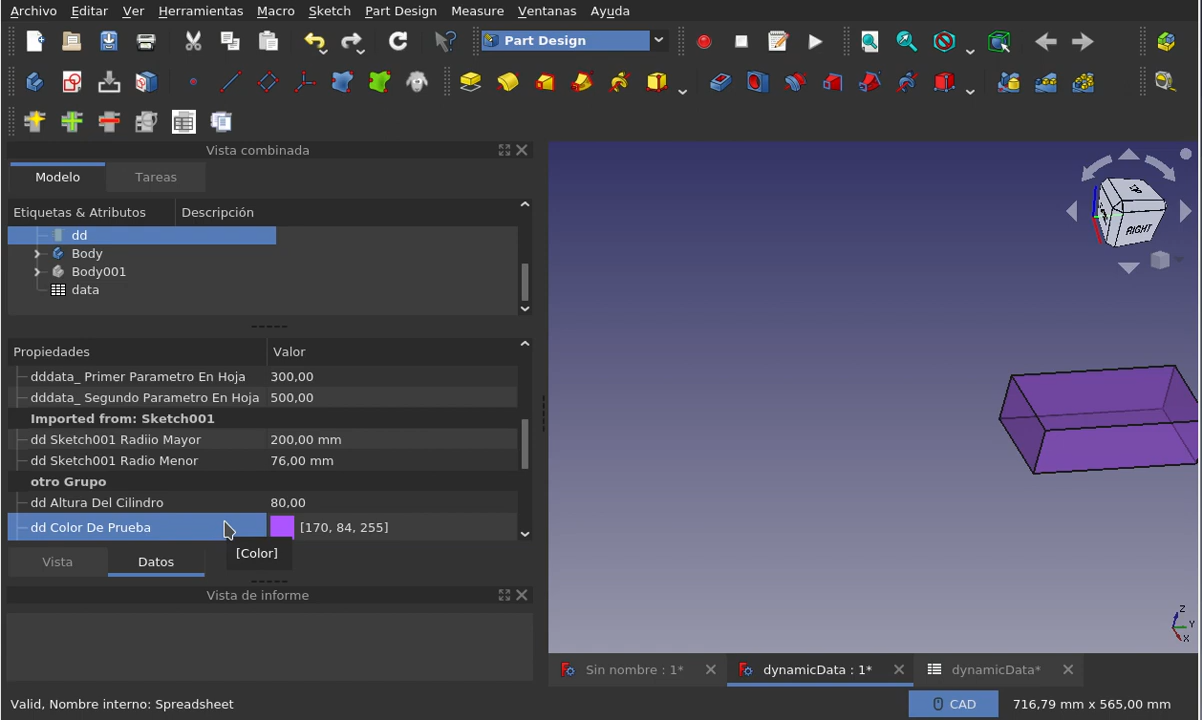 Archivo Editar Ver Herramientas Macro Sketch Part Design Measure Ventanas Ayuda
Part Design
Vista combinada
Modelo Tareas
Etiquetas & Atributos Descripción
dd
Body
Body001
data
Propiedades Valor
dddata_ Primer Parametro En Hoja 300,00
dddata_ Segundo Parametro En Hoja 500,00
Imported from: Sketch001
dd Sketch001 Radiio Mayor 200,00 mm
dd Sketch001 Radio Menor 76,00 mm
otro Grupo
dd Altura Del Cilindro 80,00
dd Color De Prueba [170, 84, 255]
[Color]
Vista Datos
Vista de informe
RIGHT
Z
Y
X
Sin nombre : 1* dynamicData : 1* dynamicData*
Valid, Nombre interno: Spreadsheet CAD 716,79 mm x 565,00 mm